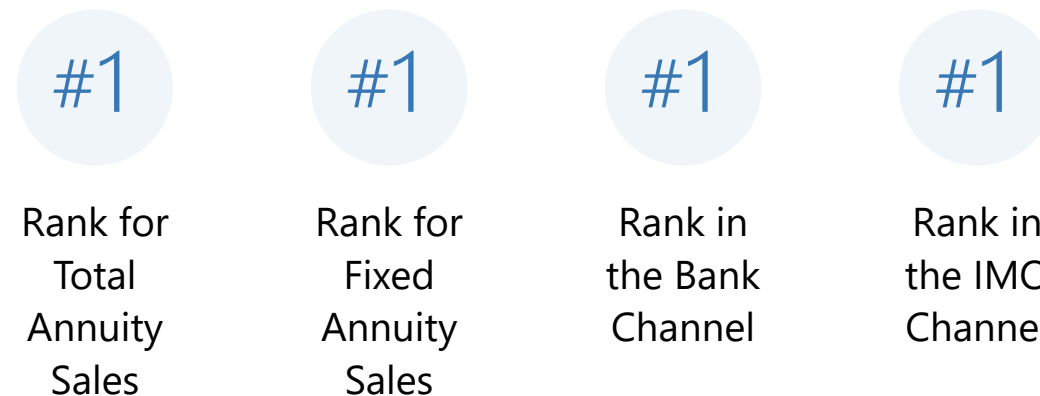 #1
Rank for
Total
Annuity
Sales
#1
Rank for
Fixed
Annuity
Sales
#1
Rank in
the Bank
Channel
#1
Rank in
the